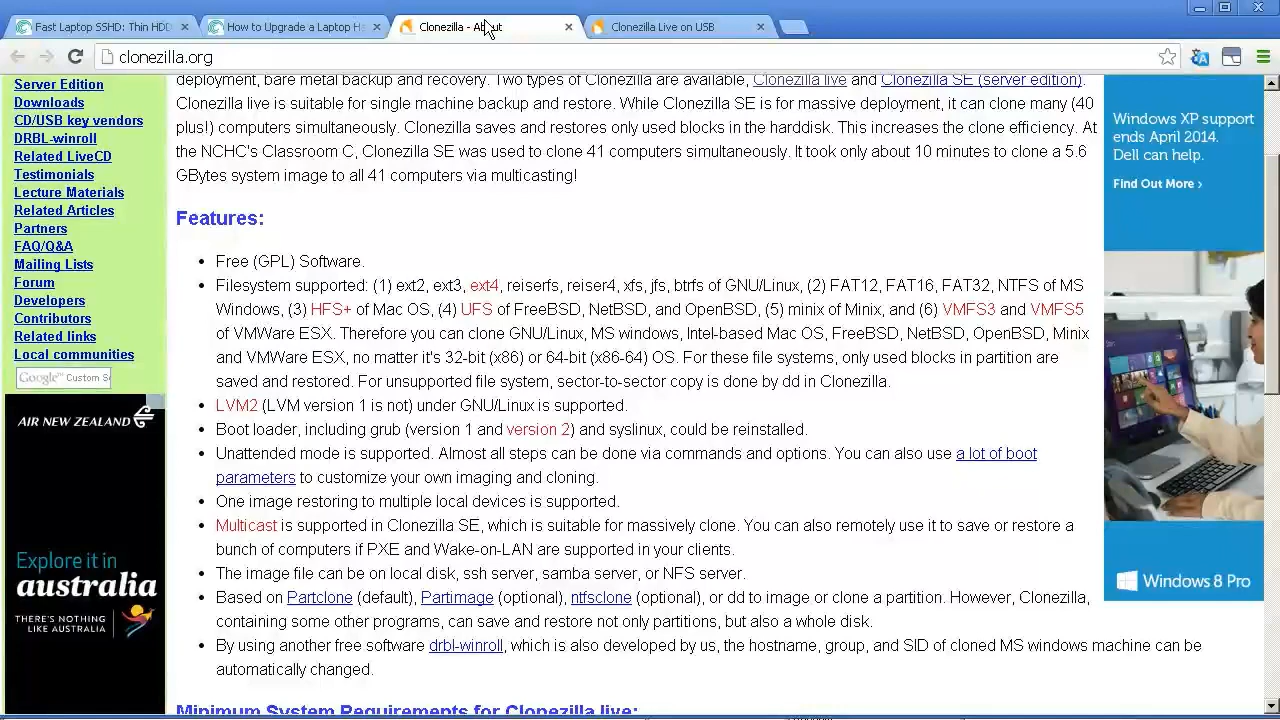 Fast Laptop SSHD: Thin HDD
How to Upgrade a Laptop H
Clonezilla - About
Clonezilla Live on USB
clonezilla.org
Server Edition
Downloads
CD/USB key vendors
DRBL-winroll
Related LiveCD
Testimonials
Lecture Materials
Related Articles
Partners
FAQ/Q&A
Mailing Lists
Forum
Developers
Contributors
Related links
Local communities
Google™ Custom S
AIR NEW ZEALAND
Explore it in
australia
THERE'S NOTHING
LIKE AUSTRALIA
deployment, bare metal backup and recovery. Two types of Clonezilla are available, Clonezilla live and Clonezilla SE (server edition).
Clonezilla live is suitable for single machine backup and restore. While Clonezilla SE is for massive deployment, it can clone many (40
plus!) computers simultaneously. Clonezilla saves and restores only used blocks in the harddisk. This increases the clone efficiency. At
the NCHC's Classroom C, Clonezilla SE was used to clone 41 computers simultaneously. It took only about 10 minutes to clone a 5.6
GBytes system image to all 41 computers via multicasting!
Features:
Free (GPL) Software.
Filesystem supported: (1) ext2, ext3, ext4, reiserfs, reiser4, xfs, jfs, btrfs of GNU/Linux, (2) FAT12, FAT16, FAT32, NTFS of MS
Windows, (3) HFS+ of Mac OS, (4) UFS of FreeBSD, NetBSD, and OpenBSD, (5) minix of Minix, and (6) VMFS3 and VMFS5
of VMWare ESX. Therefore you can clone GNU/Linux, MS windows, Intel-based Mac OS, FreeBSD, NetBSD, OpenBSD, Minix
and VMWare ESX, no matter it's 32-bit (x86) or 64-bit (x86-64) OS. For these file systems, only used blocks in partition are
saved and restored. For unsupported file system, sector-to-sector copy is done by dd in Clonezilla.
LVM2 (LVM version 1 is not) under GNU/Linux is supported.
Boot loader, including grub (version 1 and version 2) and syslinux, could be reinstalled.
Unattended mode is supported. Almost all steps can be done via commands and options. You can also use a lot of boot
parameters to customize your own imaging and cloning.
One image restoring to multiple local devices is supported.
Multicast is supported in Clonezilla SE, which is suitable for massively clone. You can also remotely use it to save or restore a
bunch of computers if PXE and Wake-on-LAN are supported in your clients.
The image file can be on local disk, ssh server, samba server, or NFS server.
Based on Partclone (default), Partimage (optional), ntfsclone (optional), or dd to image or clone a partition. However, Clonezilla,
containing some other programs, can save and restore not only partitions, but also a whole disk.
By using another free software drbl-winroll, which is also developed by us, the hostname, group, and SID of cloned MS windows machine can be
automatically changed.
Minimum System Requirements for Clonezilla live:
Windows XP support
ends April 2014.
Dell can help.
Find Out More ›
Windows 8 Pro